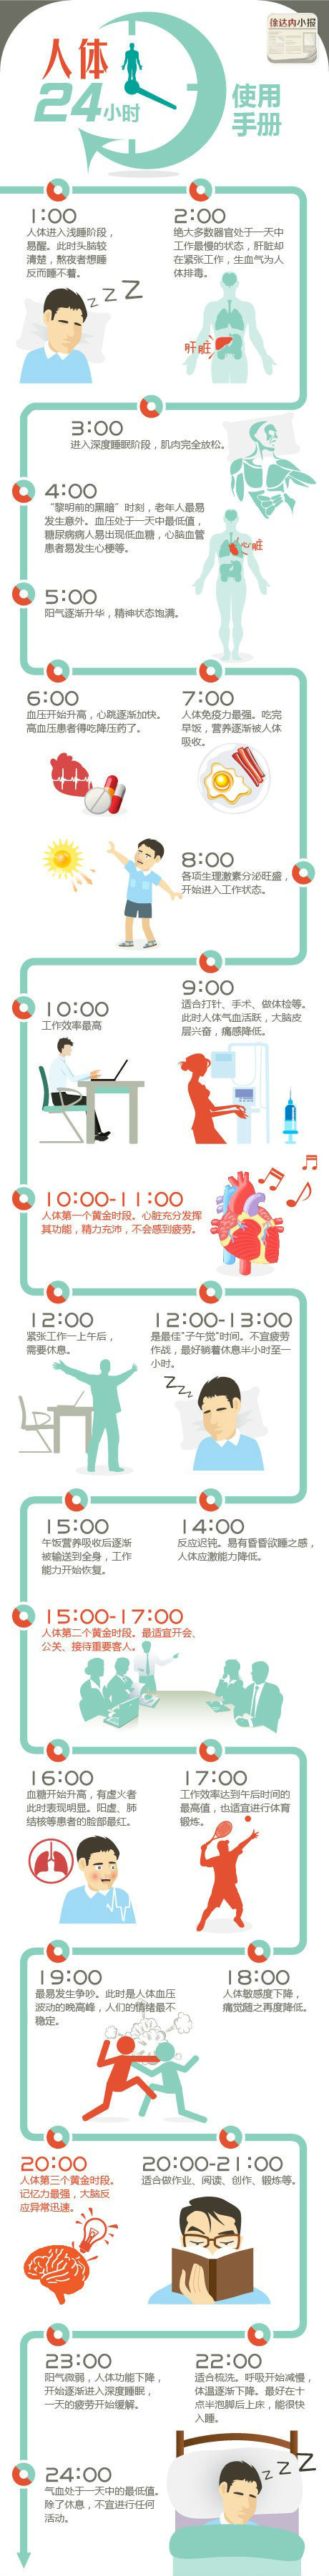 徐达内小报
人体
24小时
使用
手册
1:00
人体进入浅睡阶段，
易醒。此时头脑较
清楚，熬夜者想睡
反而睡不着。
z z Z
2:00
绝大多数器官处于一天中
工作最慢的状态，肝脏却
在紧张工作，生血气为人
体排毒。
肝脏
3:00
进入深度睡眠阶段，肌肉完全放松。
4:00
“黎明前的黑暗”时刻，老年人最易
发生意外。血压处于一天中最低值，
糖尿病病人易出现低血糖，心脑血管
患者易发生心梗等。
心脏
5:00
阳气逐渐升华，精神状态饱满。
6:00
血压开始升高，心跳逐渐加快。
高血压患者得吃降压药了。
7:00
人体免疫力最强。吃完
早饭，营养逐渐被人体
吸收。
8:00
各项生理激素分泌旺盛，
开始进入工作状态。
9:00
适合打针、手术、做体检等。
此时人体气血活跃，大脑皮
层兴奋，痛感降低。
10:00
工作效率最高
10:00-11:00
人体第一个黄金时段。心脏充分发挥
其功能，精力充沛，不会感到疲劳。
12:00
紧张工作一上午后，
需要休息。
12:00-13:00
是最佳“子午觉”时间。不宜疲劳
作战，最好躺着休息半小时至一
小时。
Z z z
14:00
反应迟钝。易有昏昏欲睡之感，
人体应激能力降低。
15:00
午饭营养吸收后逐渐
被输送到全身，工作
能力开始恢复。
15:00-17:00
人体第二个黄金时段。最适宜开会、
公关、接待重要客人。
16:00
血糖开始升高，有虚火者
此时表现明显。阳虚、肺
结核等患者的脸部最红。
17:00
工作效率达到午后时间的
最高值，也适宜进行体育
锻炼。
18:00
人体敏感度下降，
痛觉随之再度降低。
19:00
最易发生争吵。此时是人体血压
波动的晚高峰，人们的情绪最不
稳定。
20:00
人体第三个黄金时段。
记忆力最强，大脑反
应异常迅速。
20:00-21:00
适合做作业、阅读、创作、锻炼等。
22:00
适合梳洗。呼吸开始减慢，
体温逐渐下降。最好在十
点半泡脚后上床，能很快
入睡。
23:00
阳气微弱，人体功能下降，
开始逐渐进入深度睡眠，
一天的疲劳开始缓解。
24:00
气血处于一天中的最低值。
除了休息，不宜进行任何
活动。
z z Z